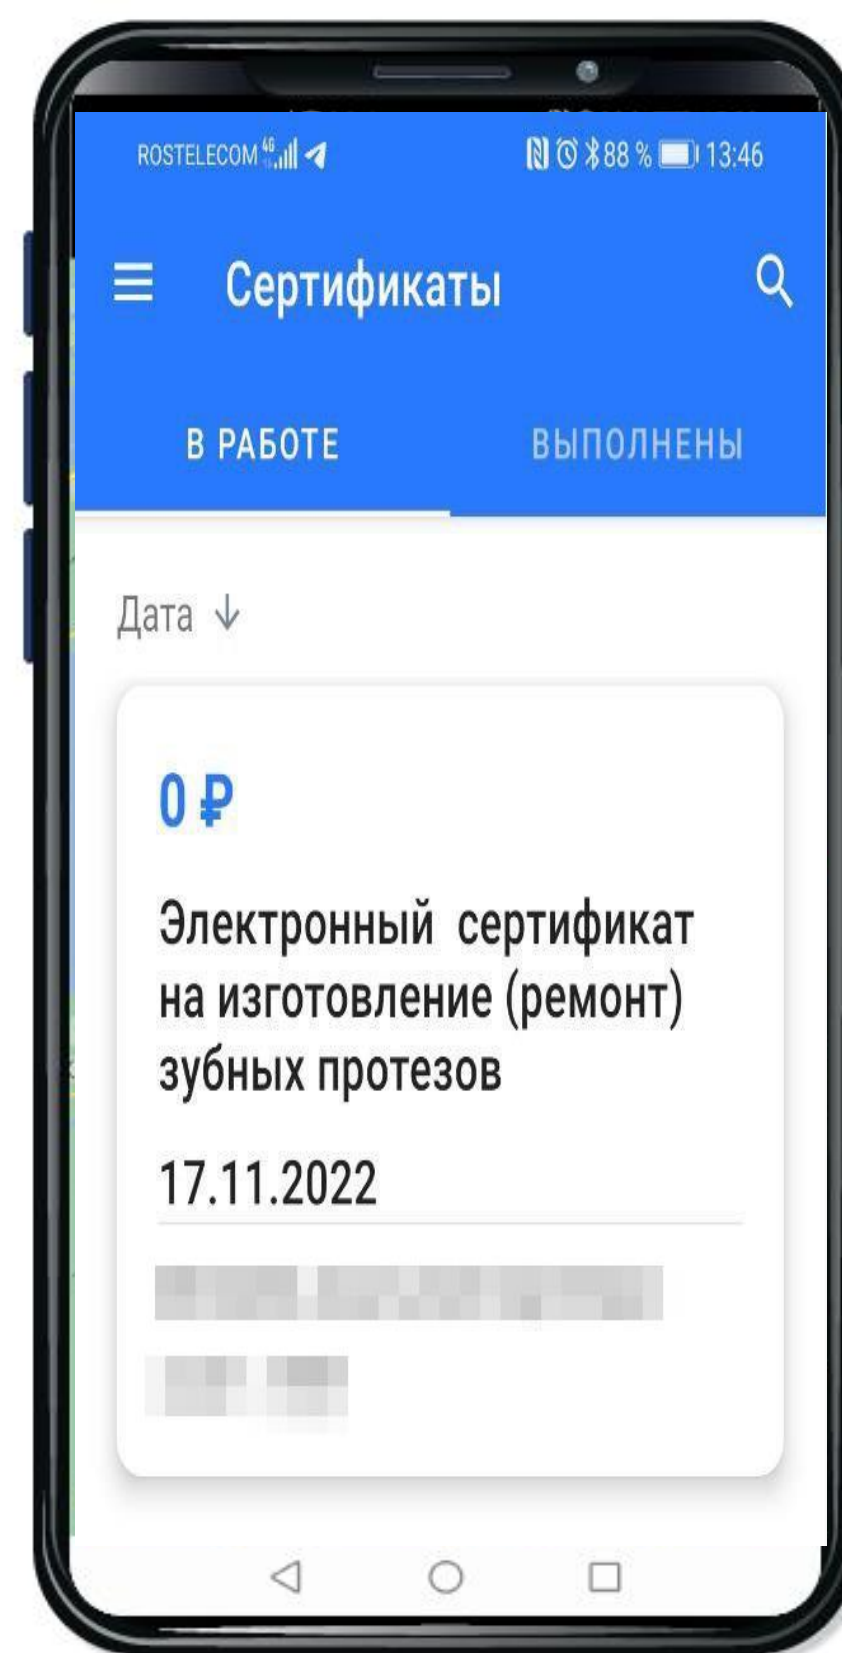 ROSTELECOM 4G 88 % 13:46
Сертификаты
В РАБОТЕ ВЫПОЛНЕНЫ
Дата
0 ₽
Электронный сертификат
на изготовление (ремонт)
зубных протезов
17.11.2022